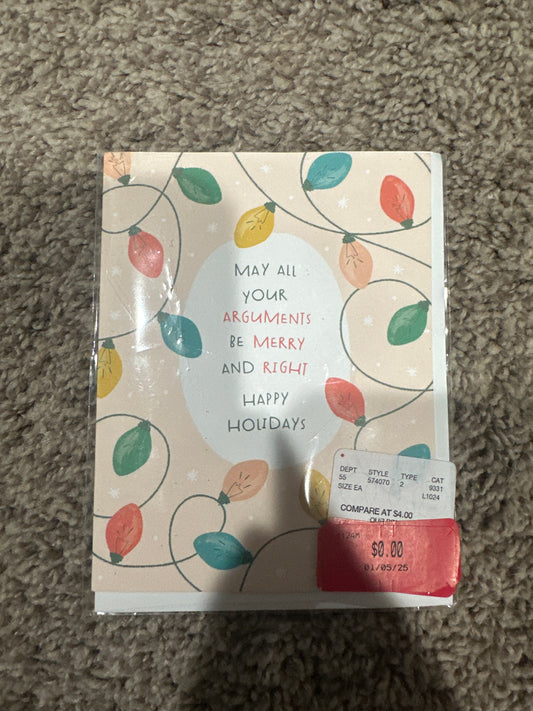 MAY ALL
YOUR
ARGUMENTS
BE MERRY
AND RIGHT
HAPPY
HOLIDAYS
DEPT STYLE TYPE CAT
55 574070 2 9331
SIZE EA L1024
COMPARE AT $4.00
$0.00
01/05/25